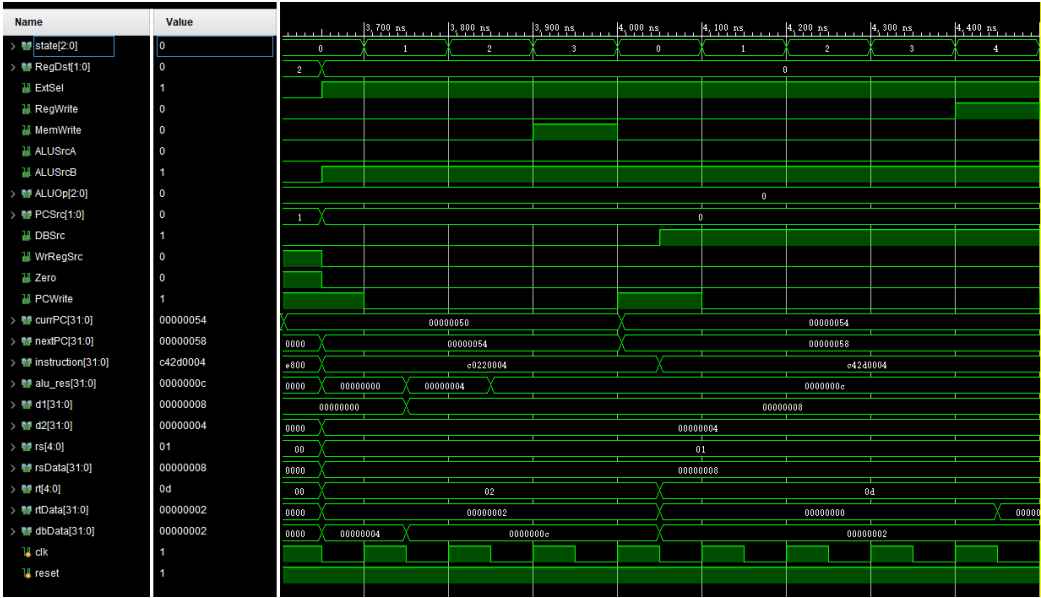 Name Value
3,700 ns 3,800 ns 3,900 ns 4,000 ns 4,100 ns 4,200 ns 4,300 ns 4,400 ns
state[2:0] 0 0 1 2 3 0 1 2 3 4
RegDst[1:0] 0 2 0
ExtSel 1
RegWrite 0
MemWrite 0
ALUSrcA 0
ALUSrcB 1
ALUOp[2:0] 0 0
PCSrc[1:0] 0 1 0
DBSrc 1
WrRegSrc 0
Zero 0
PCWrite 1
currPC[31:0] 00000054 00000050 00000054
nextPC[31:0] 00000058 0000 00000054 00000058
instruction[31:0] c42d0004 e800 c0220004 c42d0004
alu_res[31:0] 0000000c 0000 00000000 00000004 0000000c
d1[31:0] 00000008 00000000 00000008
d2[31:0] 00000004 0000 00000004
rs[4:0] 01 00 01
rsData[31:0] 00000008 0000 00000008
rt[4:0] 0d 00 02 0d
rtData[31:0] 00000002 0000 00000002 00000000 00000
dbData[31:0] 00000002 0000 00000004 0000000c 00000002
clk 1
reset 1